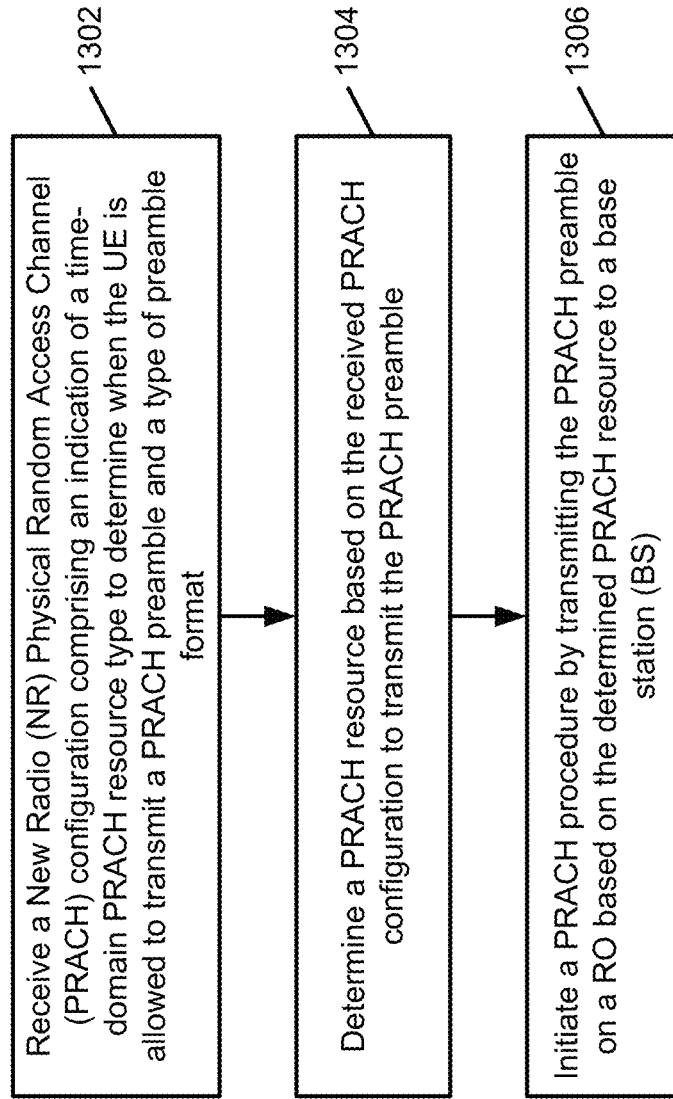 Receive a New Radio (NR) Physical Random Access Channel
(PRACH) configuration comprising an indication of a time-
domain PRACH resource type to determine when the UE is
allowed to transmit a PRACH preamble and a type of preamble
format
1302
Determine a PRACH resource based on the received PRACH
configuration to transmit the PRACH preamble
1304
Initiate a PRACH procedure by transmitting the PRACH preamble
on a RO based on the determined PRACH resource to a base
station (BS)
1306